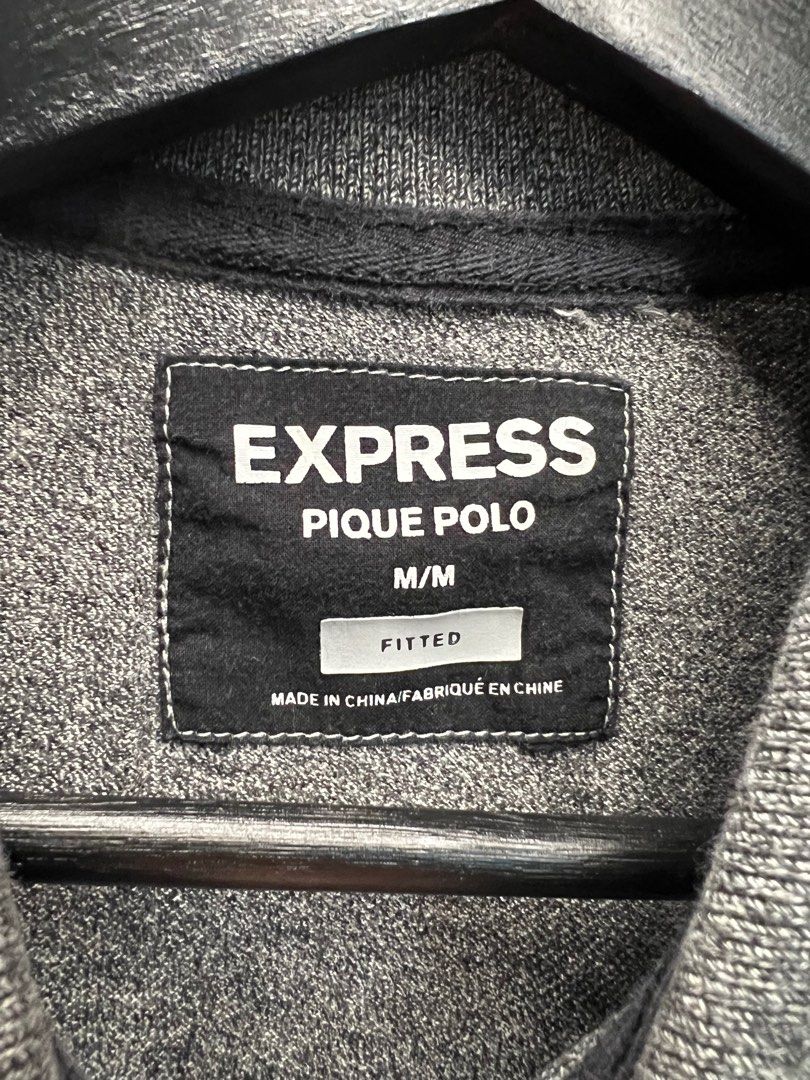 EXPRESS
PIQUE POLO
M/M
FITTED
MADE IN CHINA/FABRIQUÉ EN CHINE